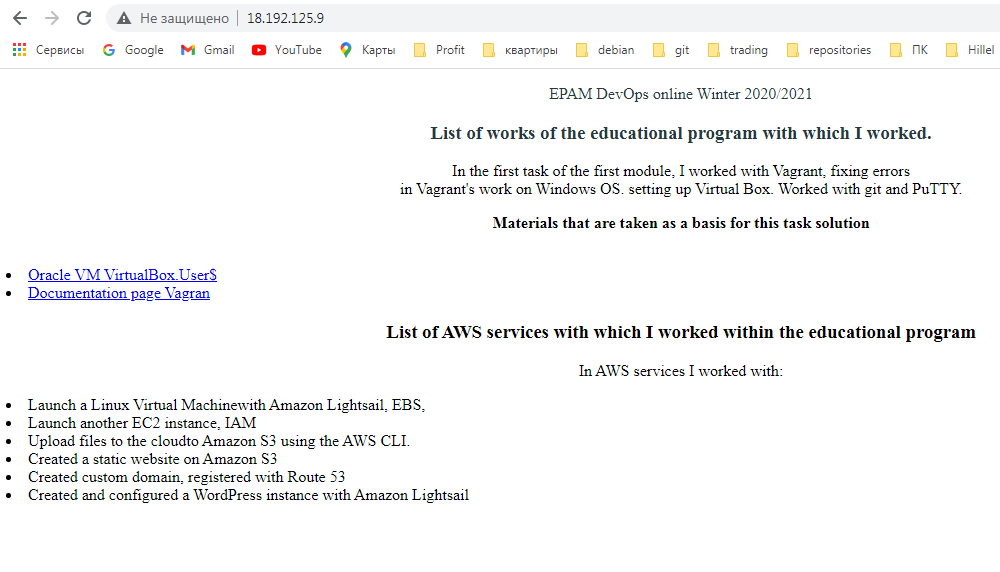 Не защищено | 18.192.125.9
Сервисы Google Gmail YouTube Карты Profit квартиры debian git trading repositories ПК Hillel
EPAM DevOps online Winter 2020/2021
List of works of the educational program with which I worked.
In the first task of the first module, I worked with Vagrant, fixing errors
in Vagrant's work on Windows OS. setting up Virtual Box. Worked with git and PuTTY.
Materials that are taken as a basis for this task solution
• Oracle VM VirtualBox.User$
• Documentation page Vagran
List of AWS services with which I worked within the educational program
In AWS services I worked with:
• Launch a Linux Virtual Machinewith Amazon Lightsail, EBS,
• Launch another EC2 instance, IAM
• Upload files to the cloudto Amazon S3 using the AWS CLI.
• Created a static website on Amazon S3
• Created custom domain, registered with Route 53
• Created and configured a WordPress instance with Amazon Lightsail